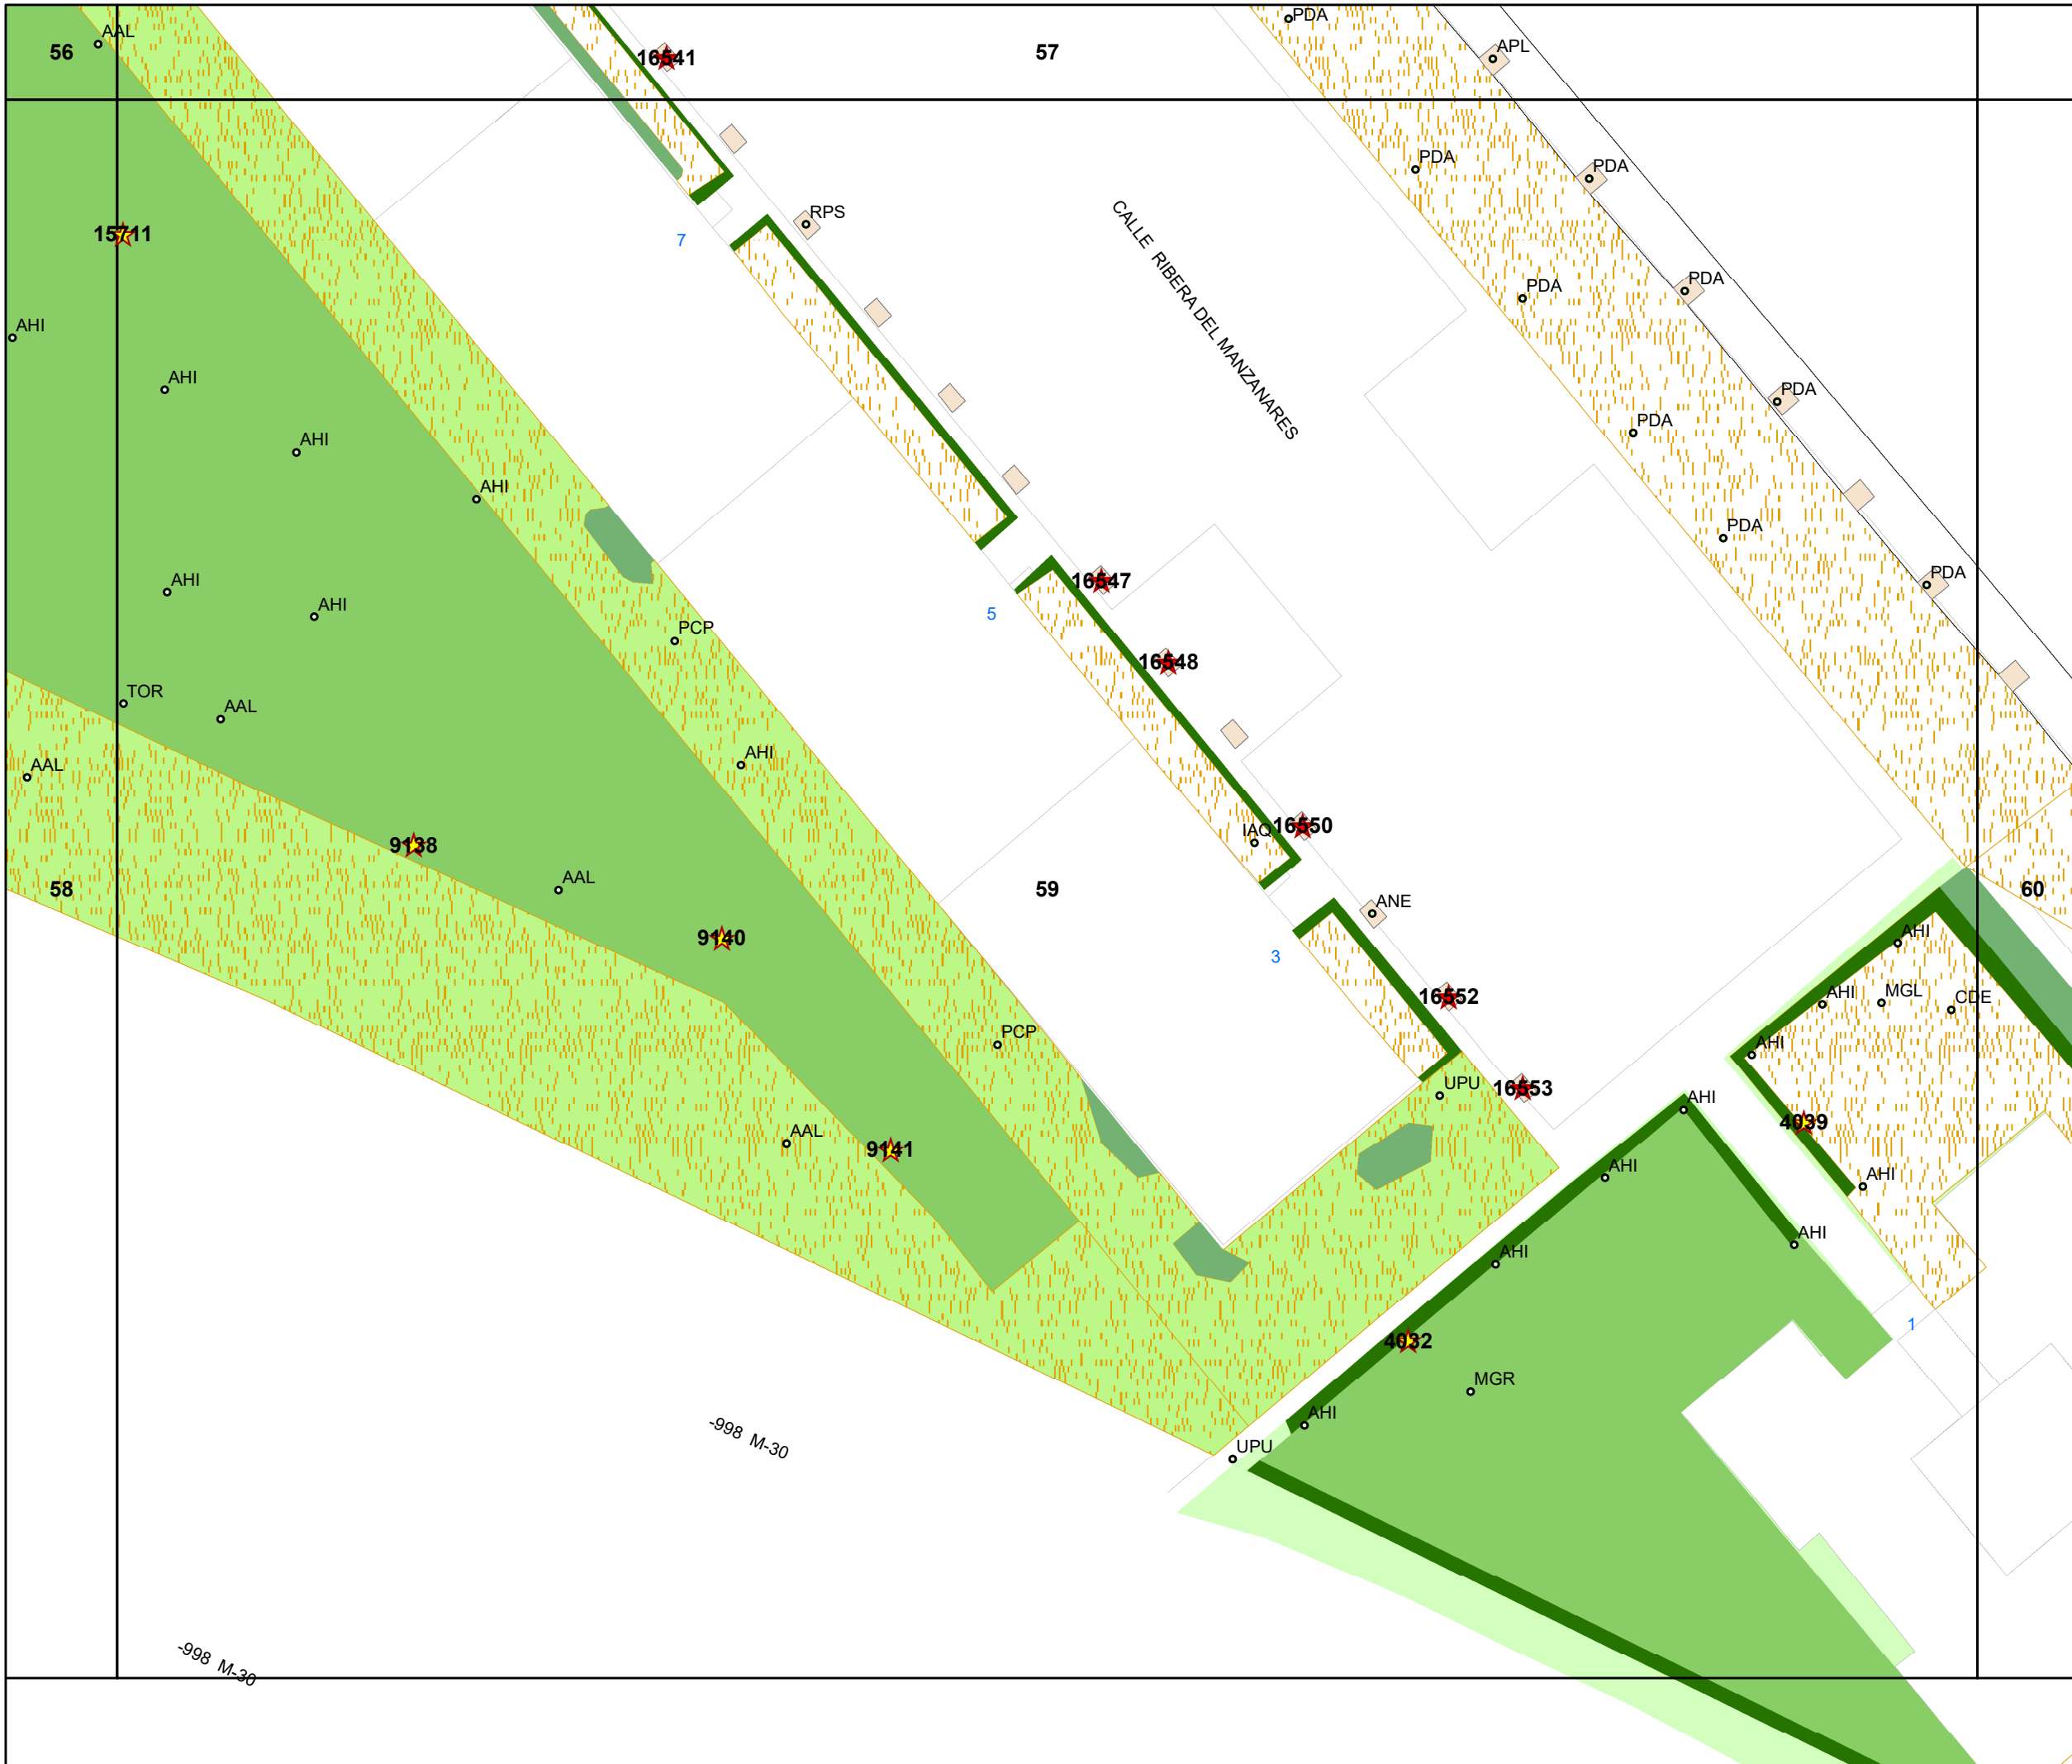 AAL
56
16541
57
PDA
APL
PDA
PDA
15711
7
RPS
CALLE RIBERA DEL MANZANARES
PDA
PDA
AHI
AHI
PDA
PDA
AHI
AHI
PDA
PDA
AHI
AHI
PCP
5
16547
16548
TOR
AAL
AAL
AHI
9138
IAQ
16550
58
AAL
59
ANE
60
9140
3
AHI
16552
AHI
MGL
CDE
PCP
AHI
UPU
16553
AHI
4039
AAL
9141
AHI
AHI
AHI
AHI
1
4032
MGR
AHI
UPU
-998 M-30
-998 M-30